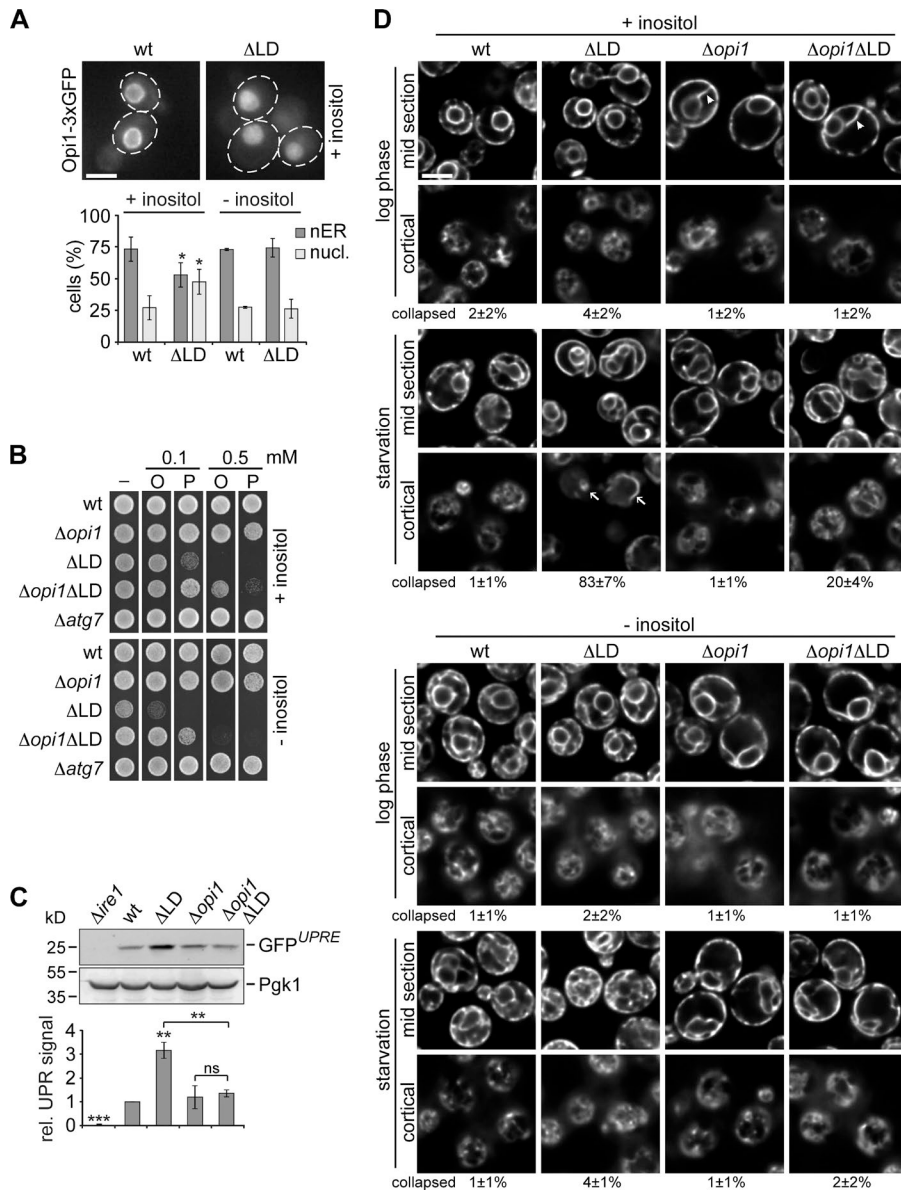 A
wt ΔLD
Opi1-3xGFP
+ inositol
+ inositol - inositol
cells (%)
100
75
50
25
0
nER
nucl.
* *
wt ΔLD wt ΔLD
B
0.1 0.5 mM
– O P O P
wt
Δopi1
ΔLD
Δopi1ΔLD
Δatg7
+ inositol
wt
Δopi1
ΔLD
Δopi1ΔLD
Δatg7
- inositol
C
kD Δire1 wt ΔLD Δopi1 Δopi1 ΔLD
25 GFP UPRE
55
35
Pgk1
rel. UPR signal
4
3
2
1
0
*** ** ** ns
D
+ inositol
wt ΔLD Δopi1 Δopi1ΔLD
log phase
mid section
cortical
collapsed 2±2% 4±2% 1±2% 1±2%
starvation
mid section
cortical
collapsed 1±1% 83±7% 1±1% 20±4%
- inositol
wt ΔLD Δopi1 Δopi1ΔLD
log phase
mid section
cortical
collapsed 1±1% 2±2% 1±1% 1±1%
starvation
mid section
cortical
collapsed 1±1% 4±1% 1±1% 2±2%